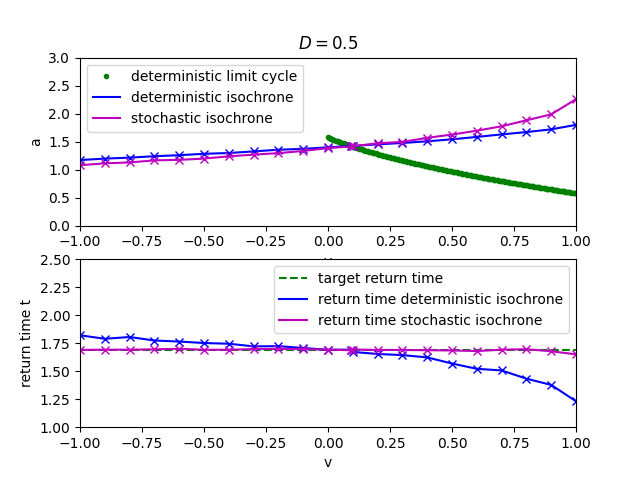 D = 0.5
3.0
2.5
2.0
1.5
1.0
0.5
0.0
a
deterministic limit cycle
deterministic isochrone
stochastic isochrone
−1.00 −0.75 −0.50 −0.25 0.00 0.25 0.50 0.75 1.00
2.50
2.25
2.00
1.75
1.50
1.25
1.00
return time t
target return time
return time deterministic isochrone
return time stochastic isochrone
−1.00 −0.75 −0.50 −0.25 0.00 0.25 0.50 0.75 1.00
v